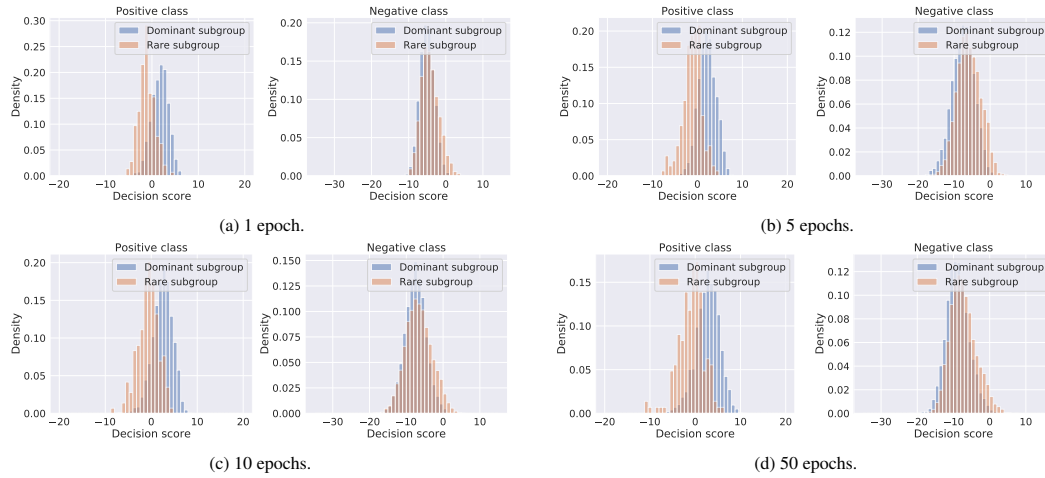 Positive class
Negative class
Positive class
Negative class
0.30
0.25
0.20
0.15
0.10
0.05
0.00
Density
Dominant subgroup
Rare subgroup
−20 −10 0 10 20
Decision score
0.20
0.15
0.10
0.05
0.00
Density
Dominant subgroup
Rare subgroup
−30 −20 −10 0 10
Decision score
(a) 1 epoch.
0.20
0.15
0.10
0.05
0.00
Density
Dominant subgroup
Rare subgroup
−20 −10 0 10 20
Decision score
0.12
0.10
0.08
0.06
0.04
0.02
0.00
Density
Dominant subgroup
Rare subgroup
−30 −20 −10 0 10
Decision score
(b) 5 epochs.
Positive class
Negative class
Positive class
Negative class
0.20
0.15
0.10
0.05
0.00
Density
Dominant subgroup
Rare subgroup
−20 −10 0 10 20
Decision score
0.150
0.125
0.100
0.075
0.050
0.025
0.000
Density
Dominant subgroup
Rare subgroup
−30 −20 −10 0 10
Decision score
(c) 10 epochs.
0.15
0.10
0.05
0.00
Density
Dominant subgroup
Rare subgroup
−20 −10 0 10 20
Decision score
0.12
0.10
0.08
0.06
0.04
0.02
0.00
Density
Dominant subgroup
Rare subgroup
−30 −20 −10 0 10
Decision score
(d) 50 epochs.